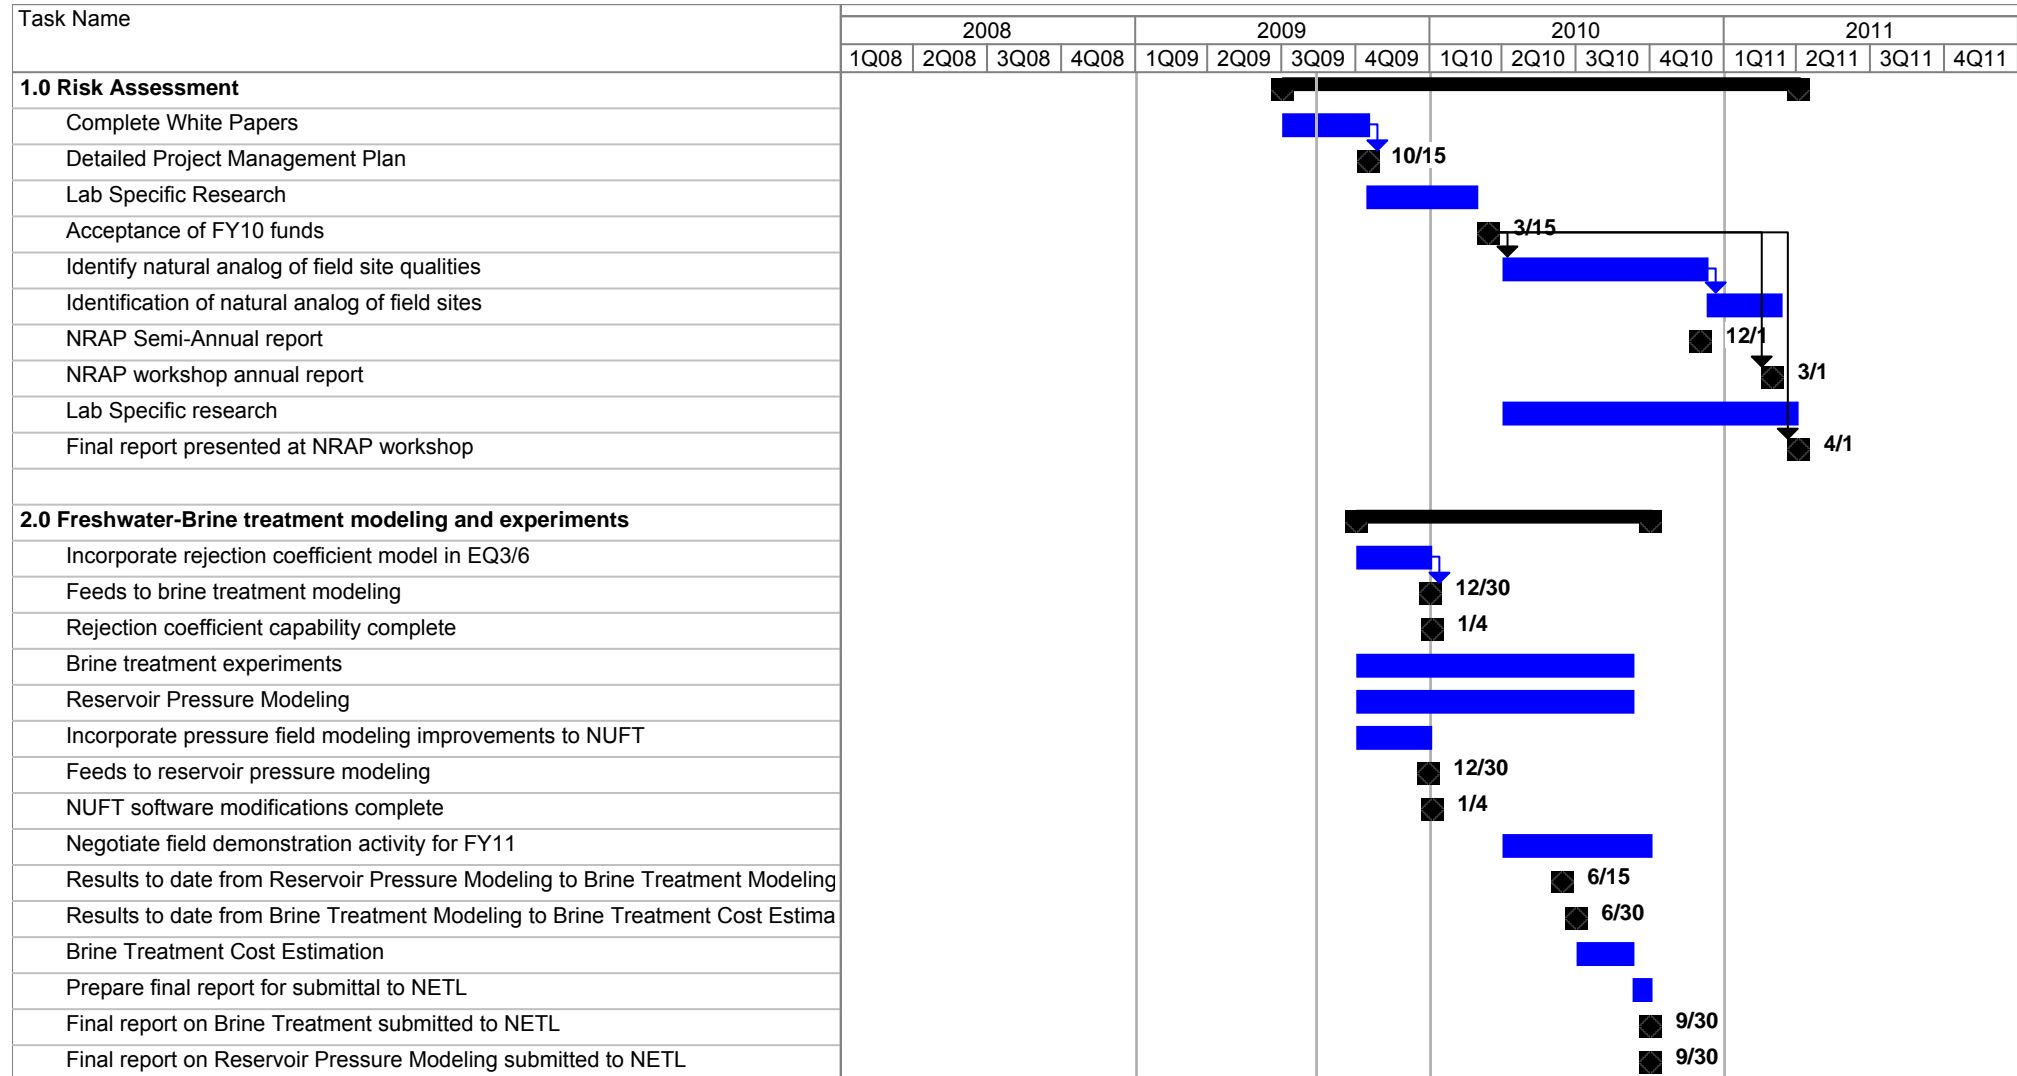 Task Name
2008 2009 2010 2011
1Q08 2Q08 3Q08 4Q08 1Q09 2Q09 3Q09 4Q09 1Q10 2Q10 3Q10 4Q10 1Q11 2Q11 3Q11 4Q11
1.0 Risk Assessment
Complete White Papers
Detailed Project Management Plan 10/15
Lab Specific Research
Acceptance of FY10 funds 3/15
Identify natural analog of field site qualities
Identification of natural analog of field sites
NRAP Semi-Annual report 12/1
NRAP workshop annual report 3/1
Lab Specific research
Final report presented at NRAP workshop 4/1
2.0 Freshwater-Brine treatment modeling and experiments
Incorporate rejection coefficient model in EQ3/6
Feeds to brine treatment modeling 12/30
Rejection coefficient capability complete 1/4
Brine treatment experiments
Reservoir Pressure Modeling
Incorporate pressure field modeling improvements to NUFT
Feeds to reservoir pressure modeling 12/30
NUFT software modifications complete 1/4
Negotiate field demonstration activity for FY11
Results to date from Reservoir Pressure Modeling to Brine Treatment Modeling 6/15
Results to date from Brine Treatment Modeling to Brine Treatment Cost Estima 6/30
Brine Treatment Cost Estimation
Prepare final report for submittal to NETL
Final report on Brine Treatment submitted to NETL 9/30
Final report on Reservoir Pressure Modeling submitted to NETL 9/30